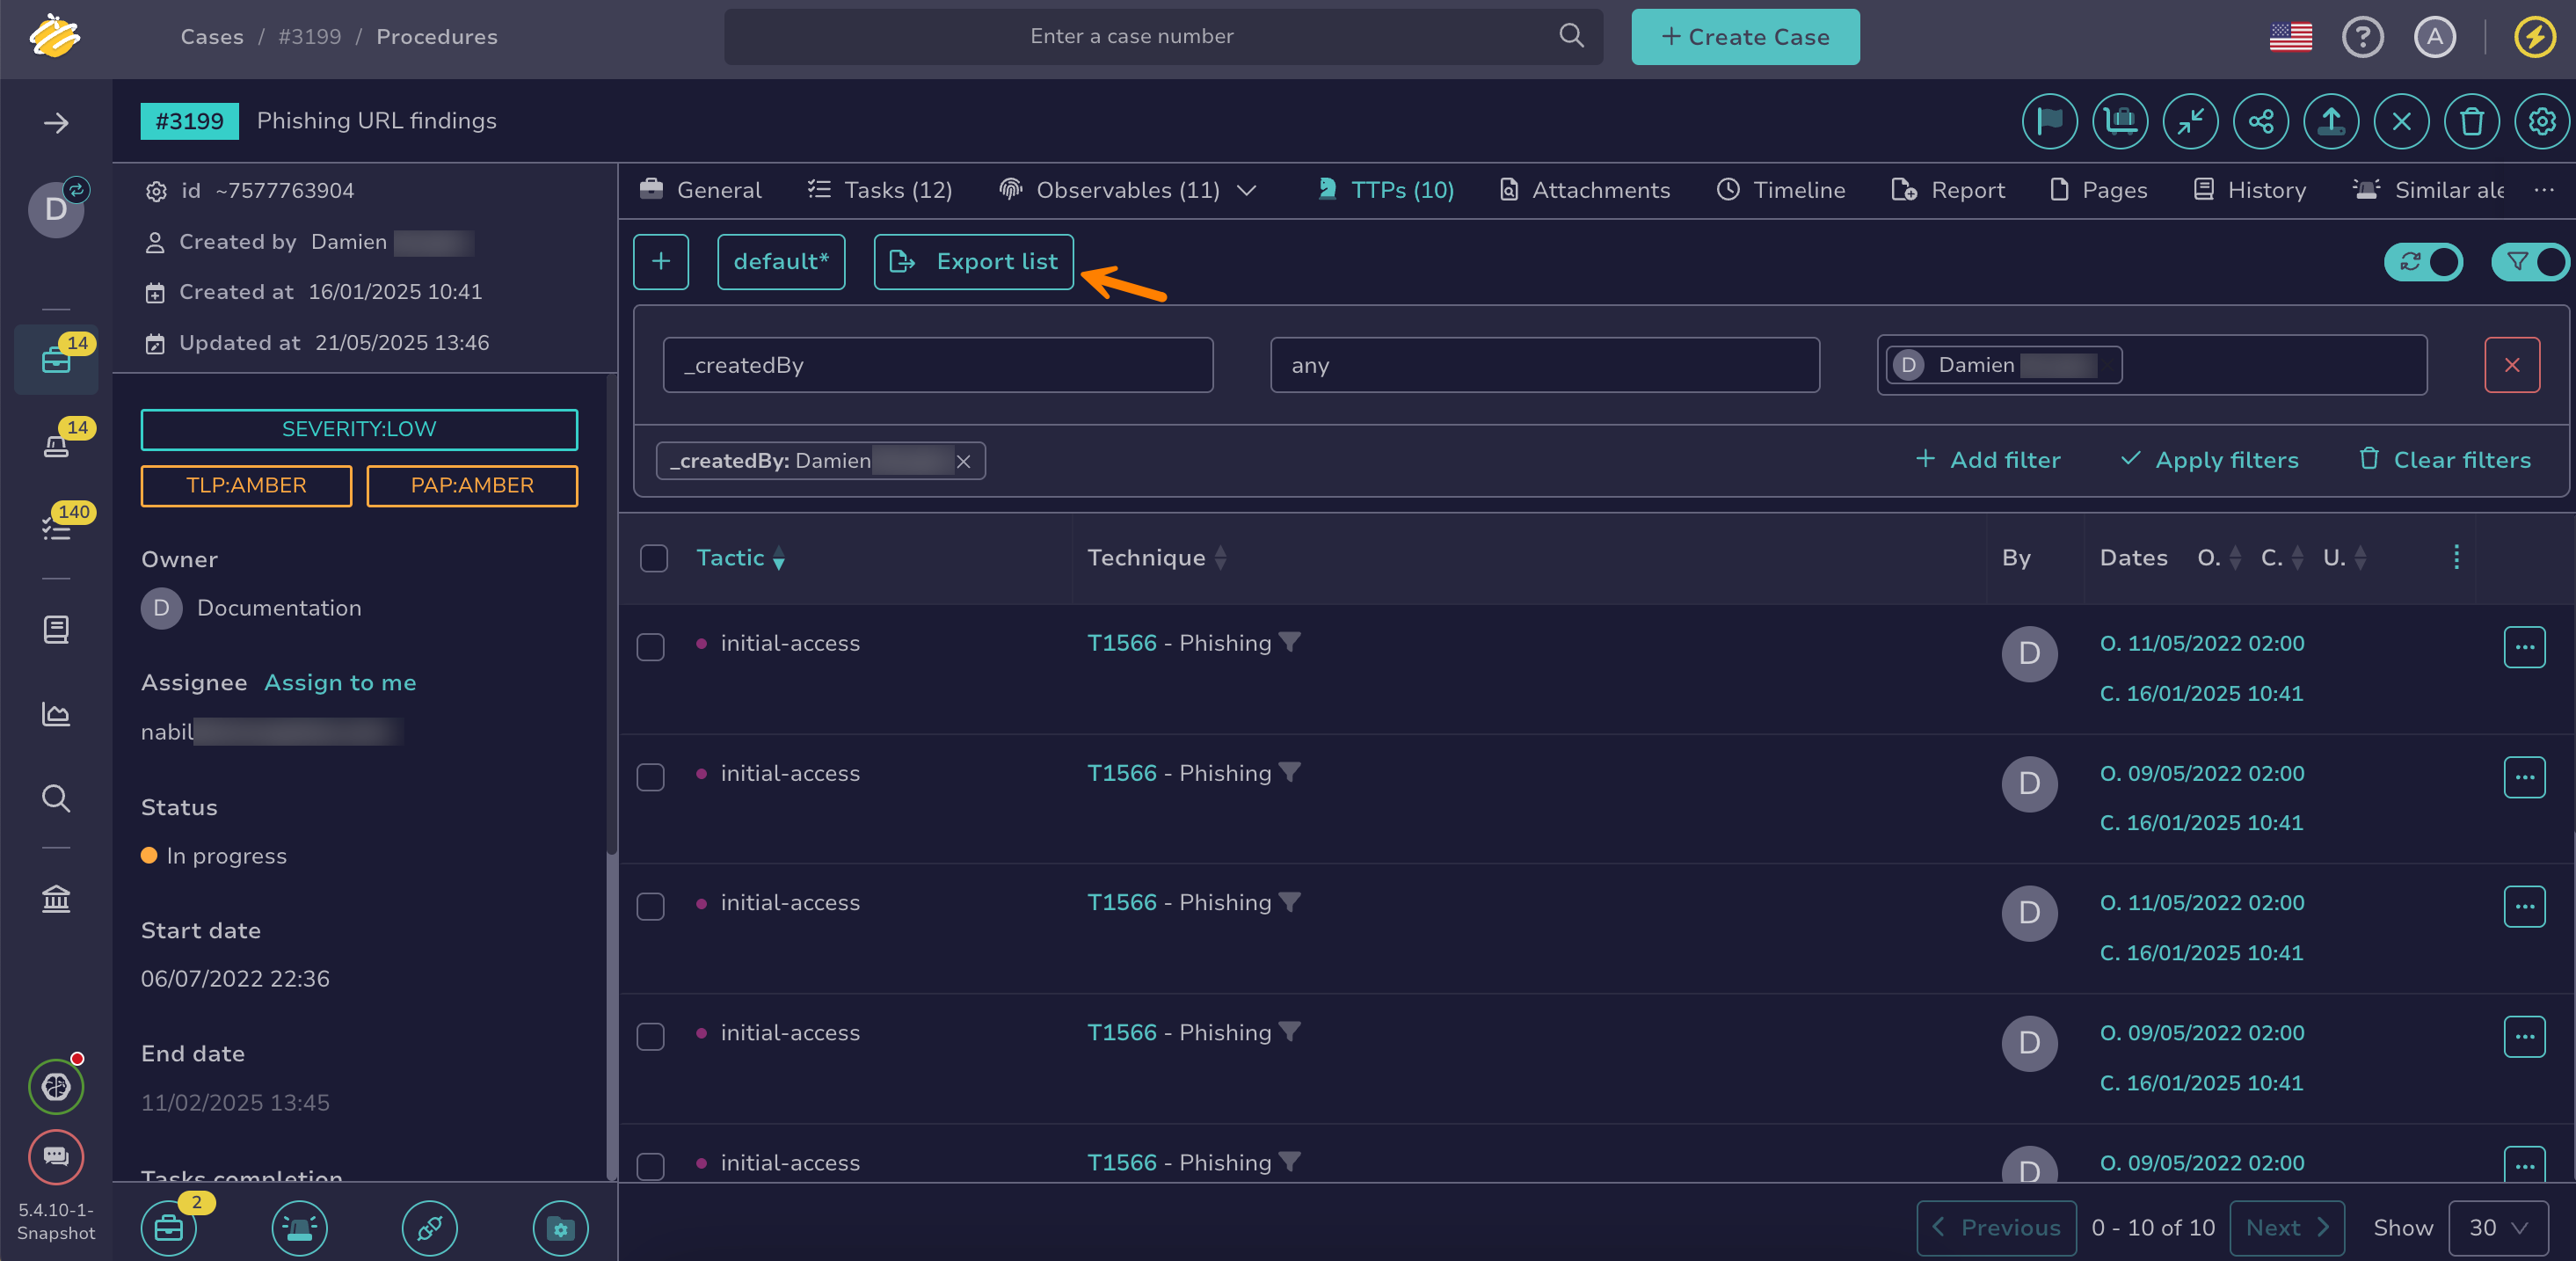 Cases / #3199 / Procedures
Enter a case number
+ Create Case
?
A
#3199 Phishing URL findings
D
14
14
140
5.4.10-1-
Snapshot
id ~7577763904
Created by Damien
Created at 16/01/2025 10:41
Updated at 21/05/2025 13:46
SEVERITY:LOW
TLP:AMBER PAP:AMBER
Owner
D Documentation
Assignee Assign to me
nabil
Status
In progress
Start date
06/07/2022 22:36
End date
11/02/2025 13:45
Tasks completion
2
General Tasks (12) Observables (11) TTPs (10) Attachments Timeline Report Pages History Similar ale ...
+ default* Export list
_createdBy any D Damien
_createdBy: Damien
+ Add filter Apply filters Clear filters
Tactic Technique By Dates O. C. U.
initial-access T1566 - Phishing D O. 11/05/2022 02:00
C. 16/01/2025 10:41
initial-access T1566 - Phishing D O. 09/05/2022 02:00
C. 16/01/2025 10:41
initial-access T1566 - Phishing D O. 11/05/2022 02:00
C. 16/01/2025 10:41
initial-access T1566 - Phishing D O. 09/05/2022 02:00
C. 16/01/2025 10:41
initial-access T1566 - Phishing D O. 09/05/2022 02:00
Previous 0 - 10 of 10 Next Show 30